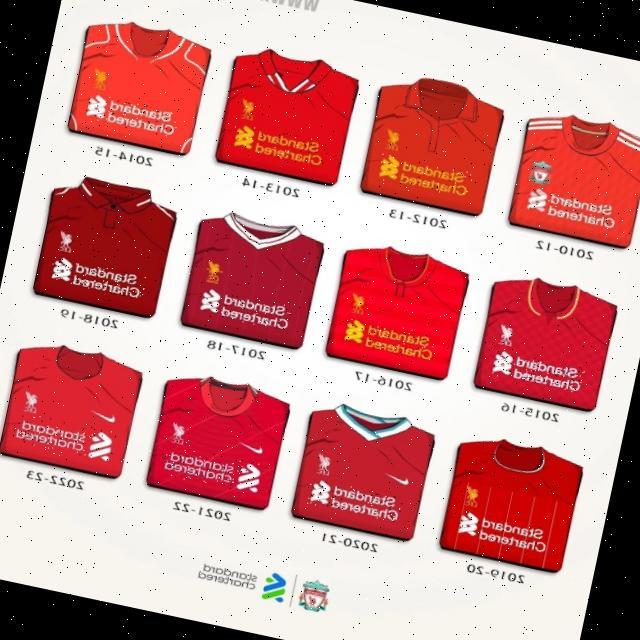 Standard
Chartered
2010-12
Standard
Chartered
2012-13
Standard
Chartered
2013-14
Standard
Chartered
2014-15
Standard
Chartered
2015-16
Standard
Chartered
2016-17
Standard
Chartered
2017-18
Standard
Chartered
2018-19
Standard
Chartered
2019-20
Standard
Chartered
2020-21
standard
chartered
2021-22
standard
chartered
2022-23
standard
chartered